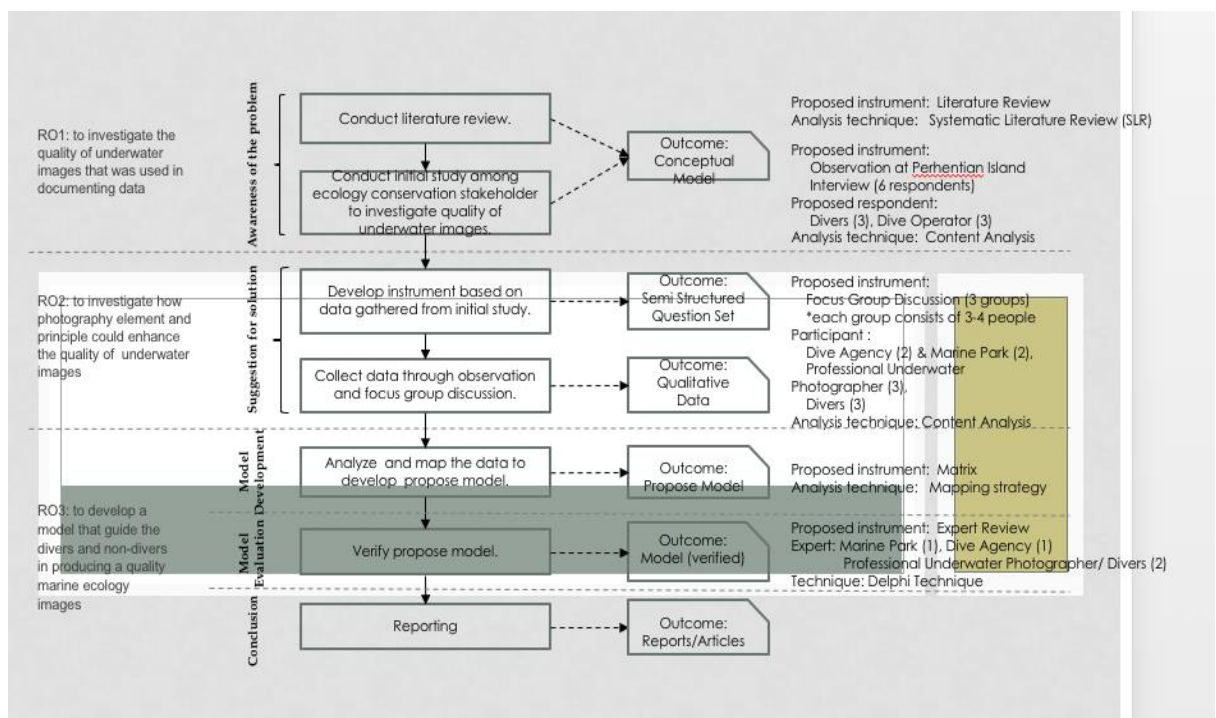 RO1: to investigate the
quality of underwater
images that was used in
documenting data
Awareness of the problem
Conduct literature review.
Conduct initial study among
ecology conservation stakeholder
to investigate quality of
underwater images.
Outcome:
Conceptual
Model
Proposed instrument: Literature Review
Analysis technique: Systematic Literature Review (SLR)
Proposed instrument:
Observation at Perhentian Island
Interview (6 respondents)
Proposed respondent:
Divers (3), Dive Operator (3)
Analysis technique: Content Analysis
RO2: to investigate how
photography element and
principle could enhance
the quality of underwater
images
Suggestion for solution
Develop instrument based on
data gathered from initial study.
Outcome:
Semi Structured
Question Set
Collect data through observation
and focus group discussion.
Outcome:
Qualitative
Data
Proposed instrument:
Focus Group Discussion (3 groups)
*each group consists of 3-4 people
Participant :
Dive Agency (2) & Marine Park (2),
Professional Underwater
Photographer (3),
Divers (3)
Analysis technique: Content Analysis
RO3: to develop a
model that guide the
divers and non-divers
in producing a quality
marine ecology
images
Model
Development
Analyze and map the data to
develop propose model.
Outcome:
Propose Model
Proposed instrument: Matrix
Analysis technique: Mapping strategy
Model
Evaluation
Verify propose model.
Outcome:
Model (verified)
Proposed instrument: Expert Review
Expert: Marine Park (1), Dive Agency (1)
Professional Underwater Photographer/ Divers (2)
Technique: Delphi Technique
Conclusion
Reporting
Outcome:
Reports/Articles